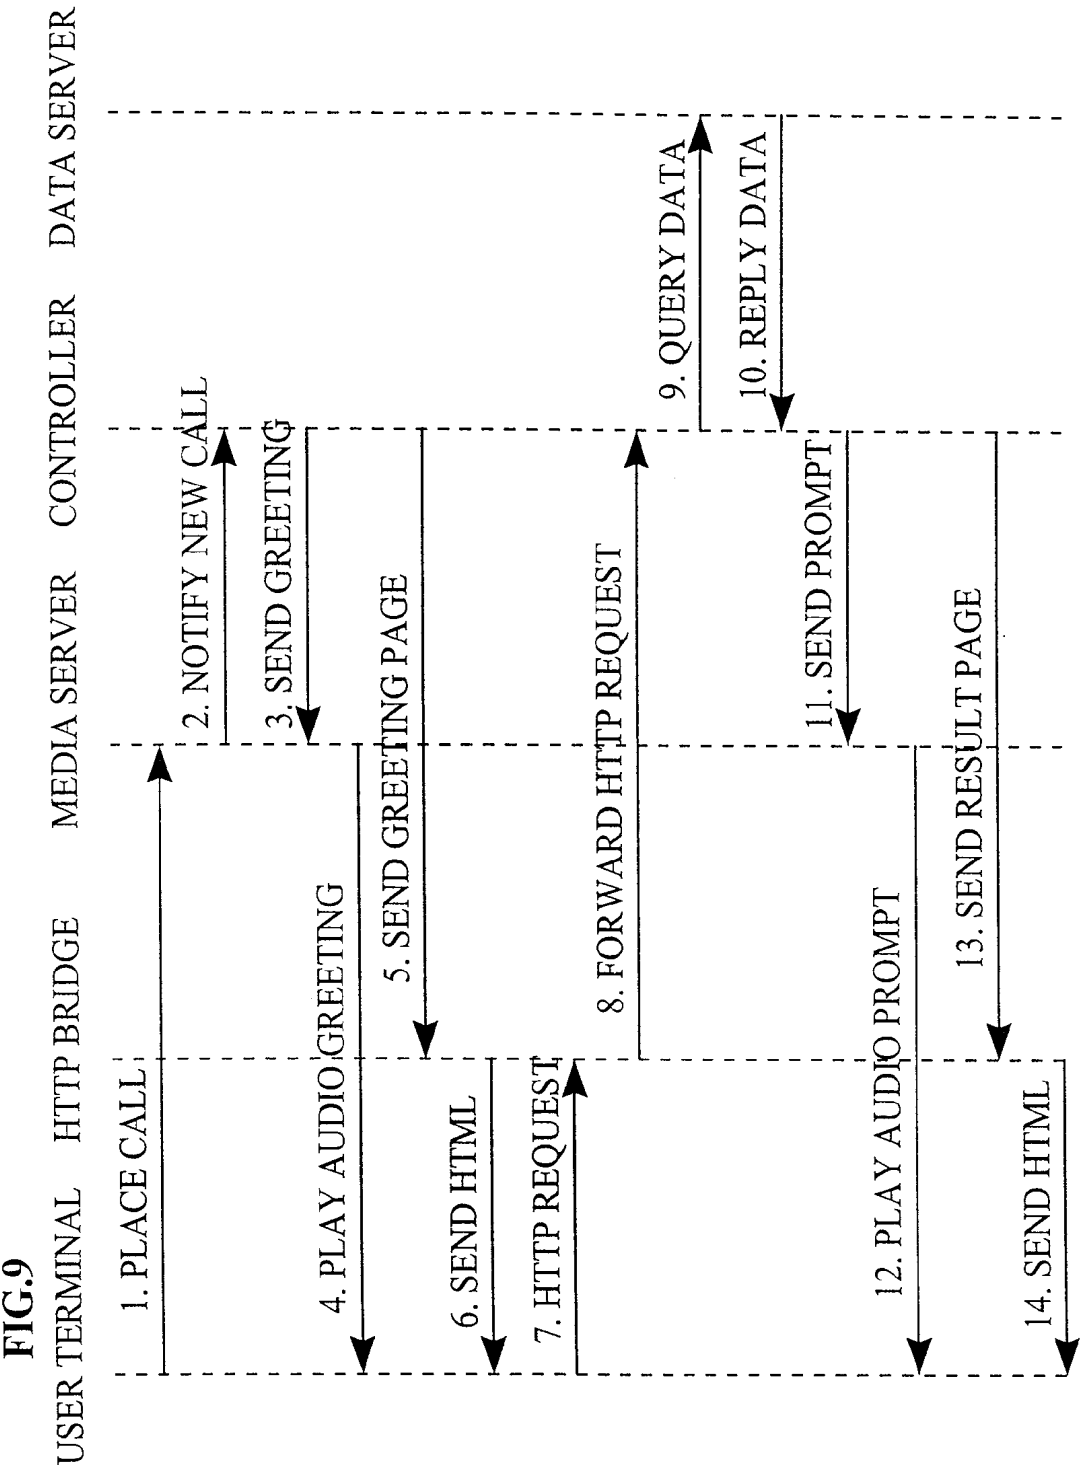 FIG.9
USER TERMINAL
HTTP BRIDGE
MEDIA SERVER
CONTROLLER
DATA SERVER
1. PLACE CALL
2. NOTIFY NEW CALL
3. SEND GREETING
4. PLAY AUDIO GREETING
5. SEND GREETING PAGE
6. SEND HTML
7. HTTP REQUEST
8. FORWARD HTTP REQUEST
9. QUERY DATA
10. REPLY DATA
11. SEND PROMPT
12. PLAY AUDIO PROMPT
13. SEND RESULT PAGE
14. SEND HTML